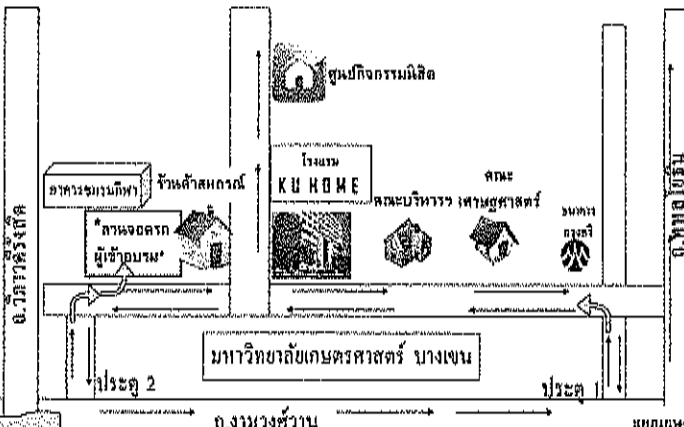 ศูนย์กิจกรรมนิสิต
โรงแรม
KU HOME
อาคารชมรมกีฬา
ร้านค้าสหกรณ์
คณะบริหารฯ
คณะ
เศรษฐศาสตร์
ธนาคาร
กรุงศรี
*ลานจอดรถ
ผู้เข้าอบรม*
ถ.วิภาวดีรังสิต
ถ.พหลโยธิน
มหาวิทยาลัยเกษตรศาสตร์ บางเขน
ประตู 2
ประตู 1
ถ.งามวงศ์วาน